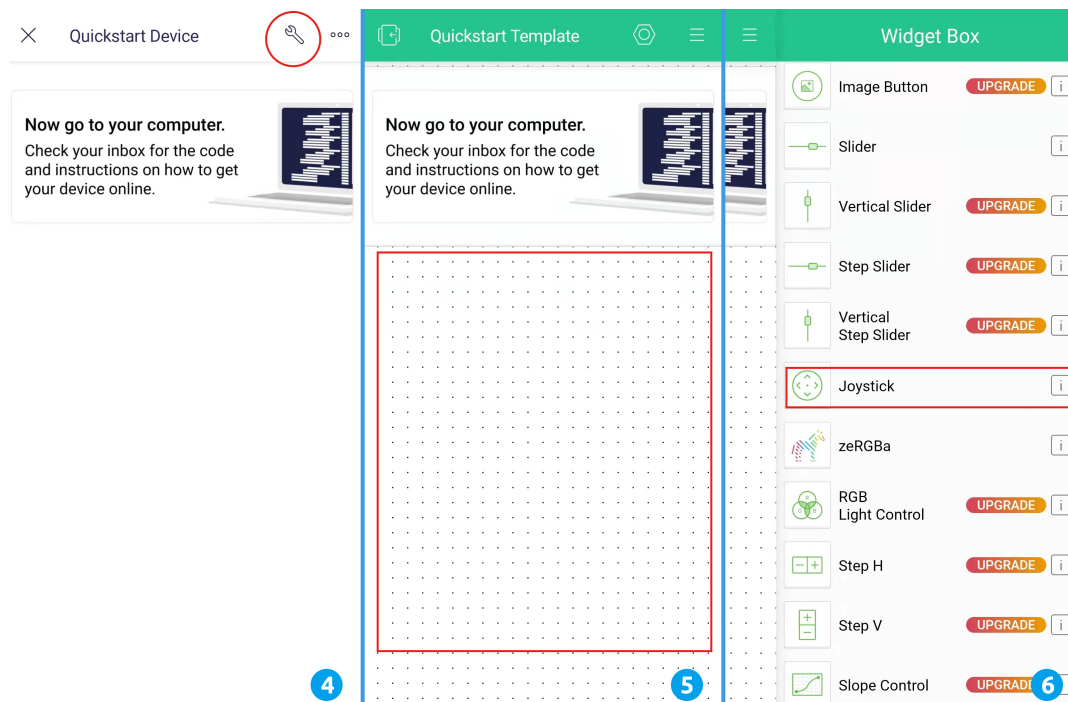 Quickstart Device
Now go to your computer.
Check your inbox for the code
and instructions on how to get
your device online.
4
Quickstart Template
Now go to your computer.
Check your inbox for the code
and instructions on how to get
your device online.
5
Widget Box
Image Button UPGRADE i
Slider i
Vertical Slider UPGRADE i
Step Slider UPGRADE i
Vertical
Step Slider UPGRADE i
Joystick i
zeRGBa i
RGB
Light Control UPGRADE i
Step H UPGRADE i
Step V UPGRADE i
Slope Control
6